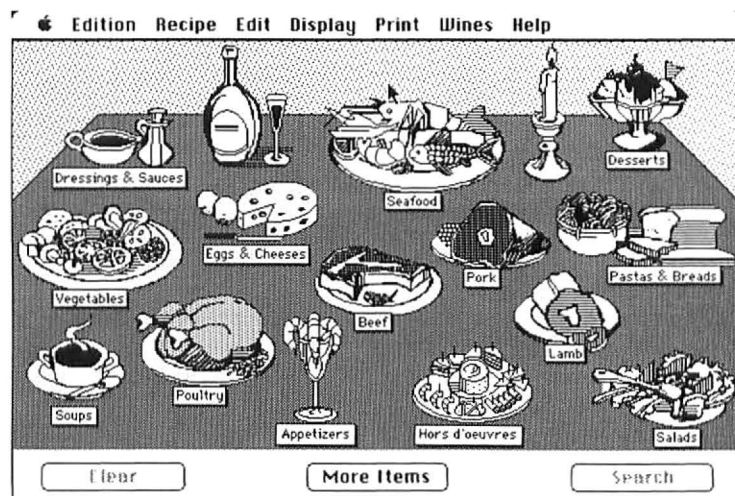 Edition Recipe Edit Display Print Wines Help
Dressings & Sauces
Seafood
Desserts
Eggs & Cheeses
Vegetables
Pork
Pastas & Breads
Beef
Lamb
Soups
Poultry
Appetizers
Hors d'oeuvres
Salads
Clear
More Items
Search